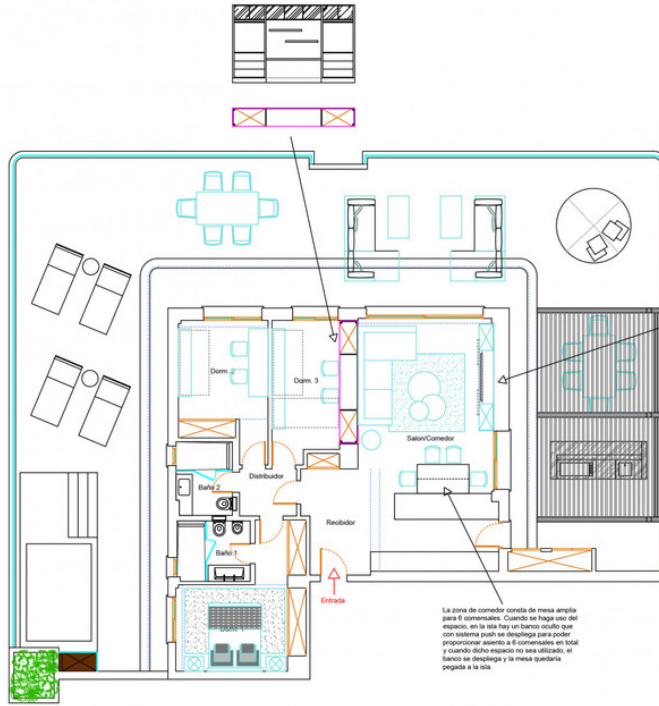 Dorm. 2
Dorm. 3
Salon/Comedor
Distribuidor
Baño 2
Recibidor
Baño 1
Entrada
Dorm. 1
La zona de comedor consta de mesa amplia
para 6 comensales. Cuando se haga uso del
espacio, en la isla hay un banco oculto que
con sistema push se despliega para poder
proporcionar asiento a 6 comensales en total
y cuando dicho espacio no sea utilizado, el
banco se despliega y la mesa quedaría
pegada a la isla.